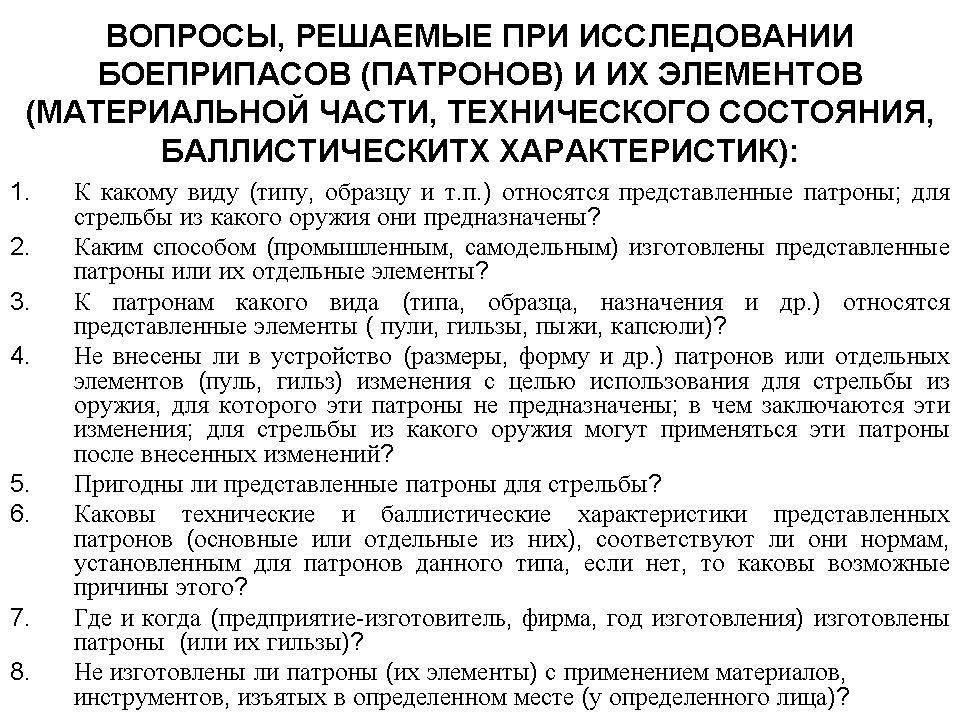 ВОПРОСЫ, РЕШАЕМЫЕ ПРИ ИССЛЕДОВАНИИ
БОЕПРИПАСОВ (ПАТРОНОВ) И ИХ ЭЛЕМЕНТОВ
(МАТЕРИАЛЬНОЙ ЧАСТИ, ТЕХНИЧЕСКОГО СОСТОЯНИЯ,
БАЛЛИСТИЧЕСКИТХ ХАРАКТЕРИСТИК):
1. К какому виду (типу, образцу и т.п.) относятся представленные патроны; для
стрельбы из какого оружия они предназначены?
2. Каким способом (промышленным, самодельным) изготовлены представленные
патроны или их отдельные элементы?
3. К патронам какого вида (типа, образца, назначения и др.) относятся
представленные элементы ( пули, гильзы, пыжи, капсюли)?
4. Не внесены ли в устройство (размеры, форму и др.) патронов или отдельных
элементов (пуль, гильз) изменения с целью использования для стрельбы из
оружия, для которого эти патроны не предназначены; в чем заключаются эти
изменения; для стрельбы из какого оружия могут применяться эти патроны
после внесенных изменений?
5. Пригодны ли представленные патроны для стрельбы?
6. Каковы технические и баллистические характеристики представленных
патронов (основные или отдельные из них), соответствуют ли они нормам,
установленным для патронов данного типа, если нет, то каковы возможные
причины этого?
7. Где и когда (предприятие-изготовитель, фирма, год изготовления) изготовлены
патроны (или их гильзы)?
8. Не изготовлены ли патроны (их элементы) с применением материалов,
инструментов, изъятых в определенном месте (у определенного лица)?